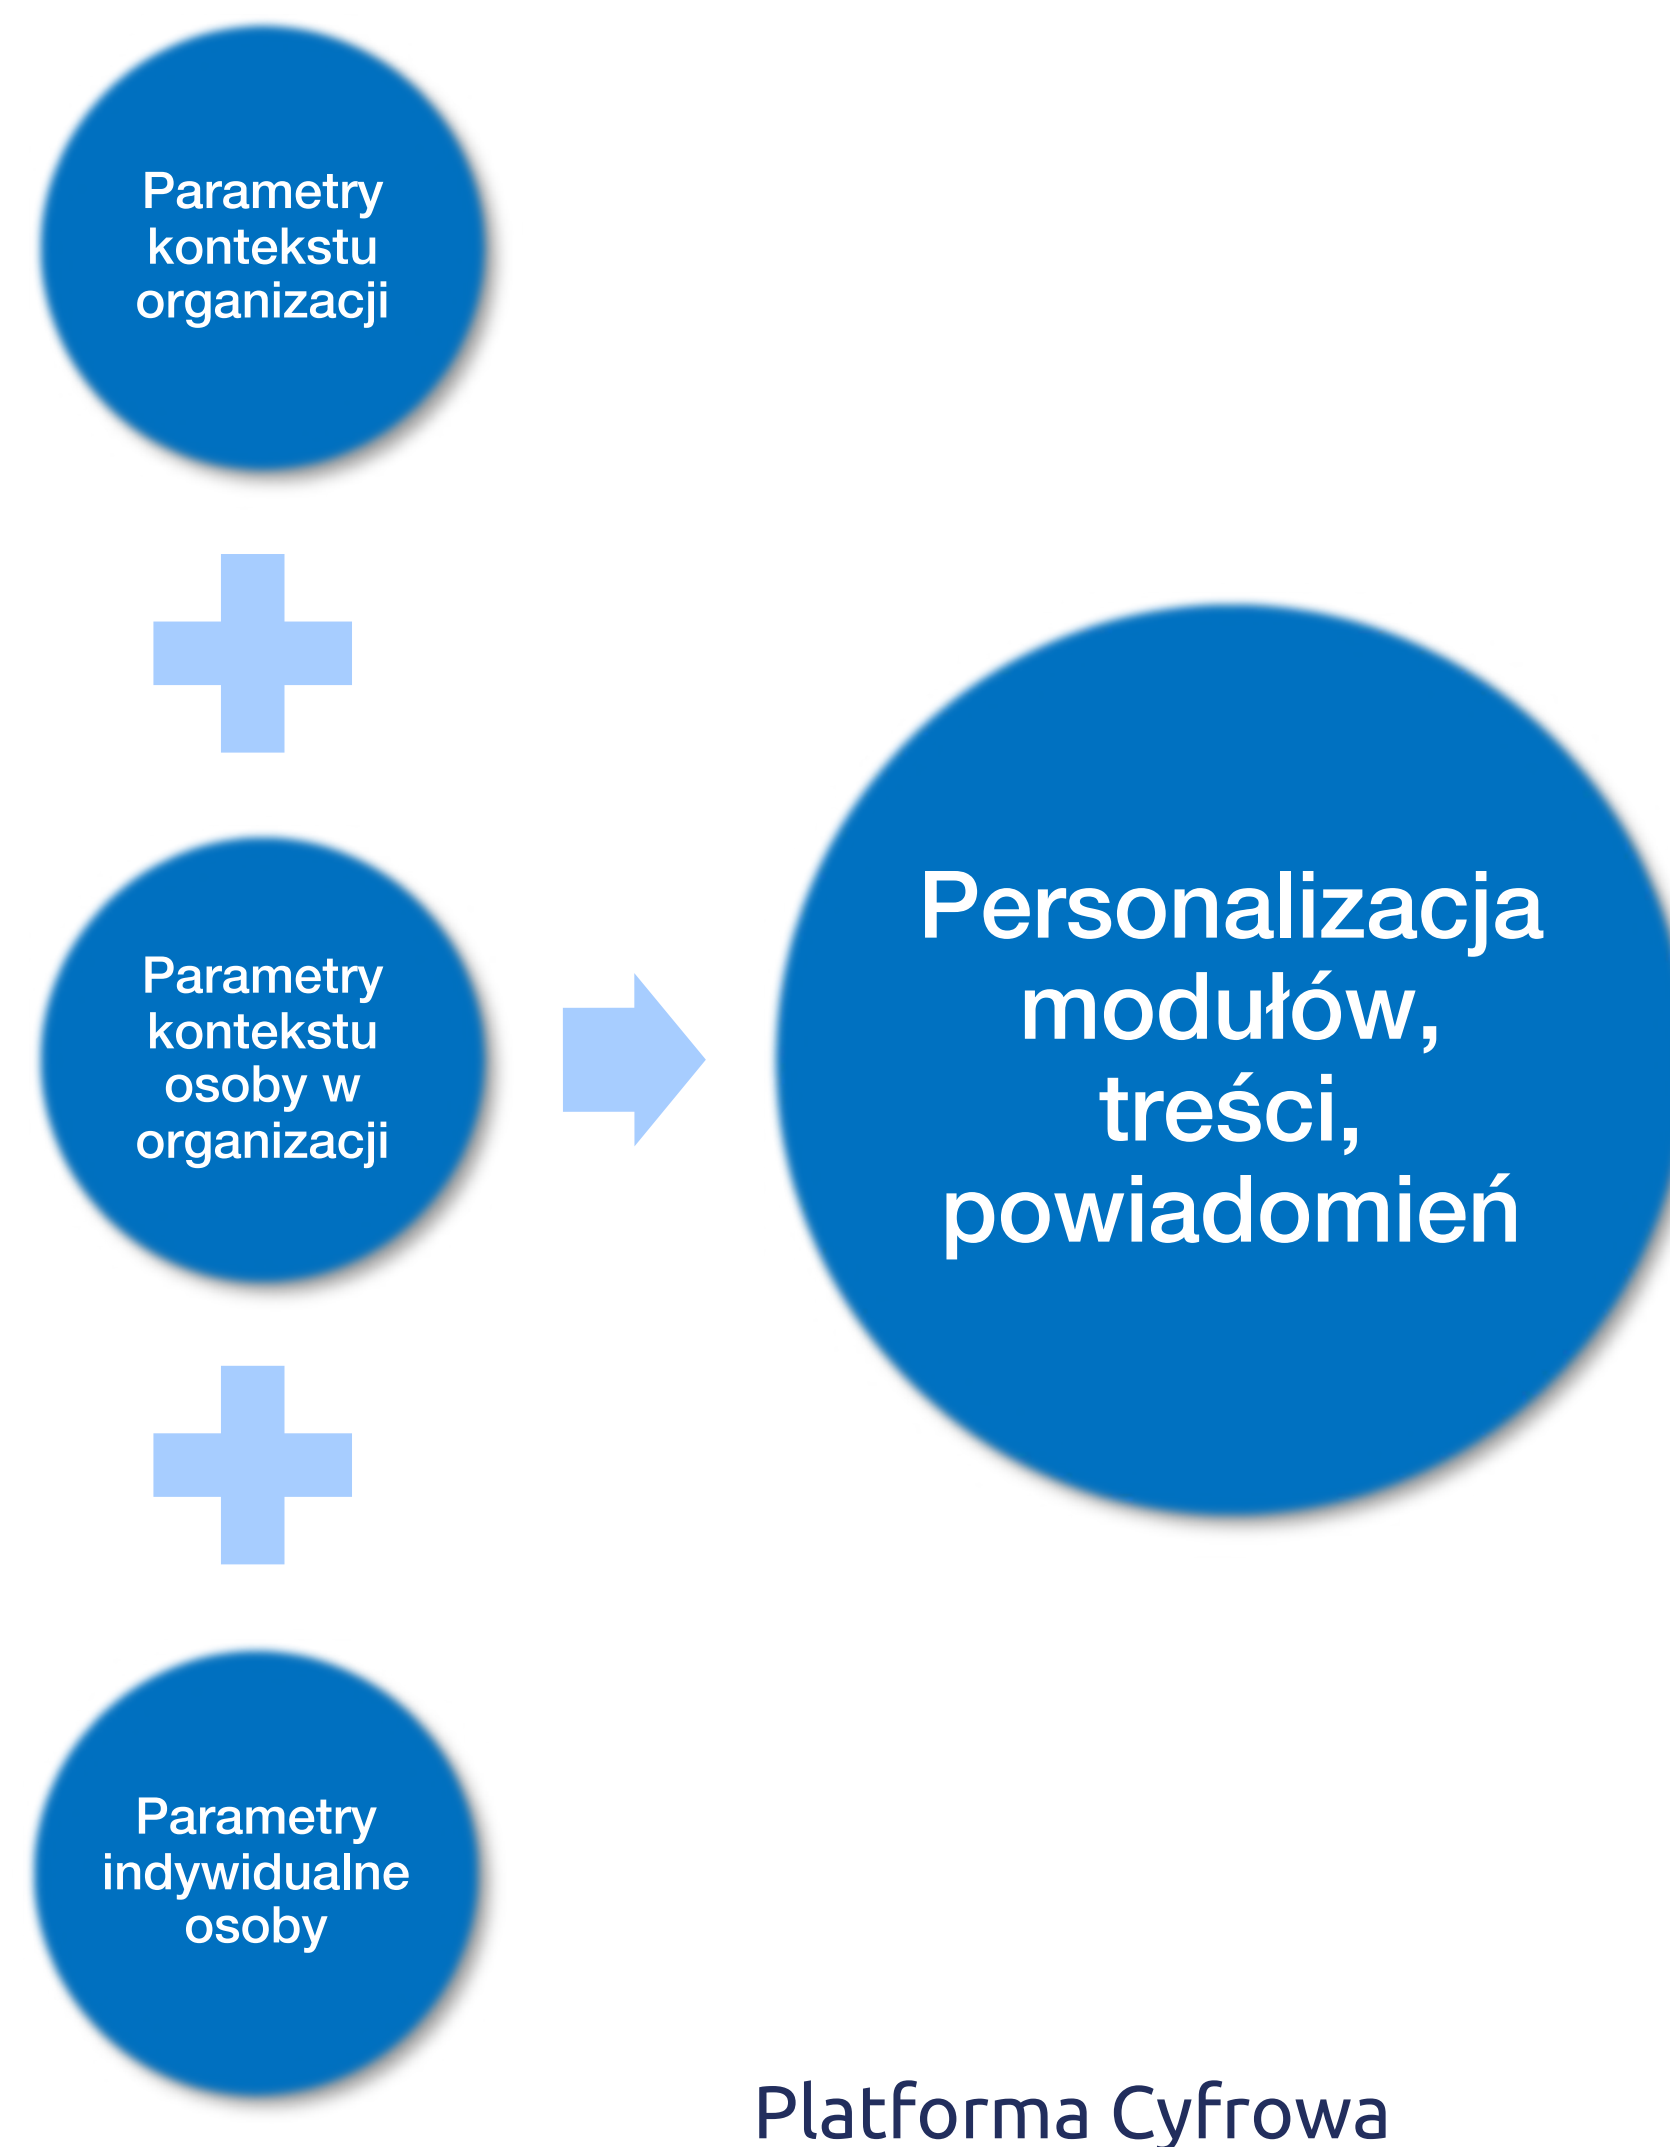 Parametry
kontekstu
organizacji
Parametry
kontekstu
osoby w
organizacji
Parametry
indywidualne
osoby
Personalizacja
modułów,
treści,
powiadomień
Platforma Cyfrowa